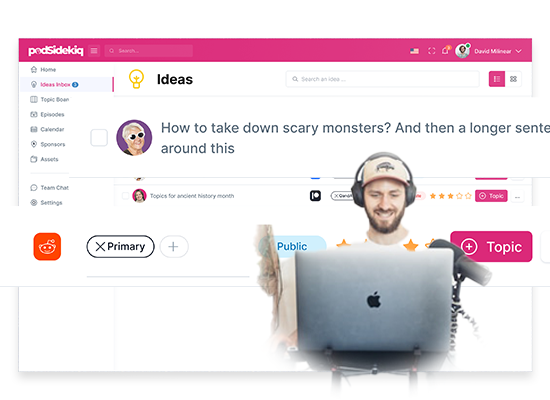 podSidekiq
Search...
David Milinear
Home
Ideas Inbox
Ideas
Search an idea ...
Topic Boar
Episodes
Calendar
Sponsors
Assets
Team Chat
Settings
How to take down scary monsters? And then a longer sente
around this
Topics for ancient history month
+ Topic
...
Primary
+
Public
Topic